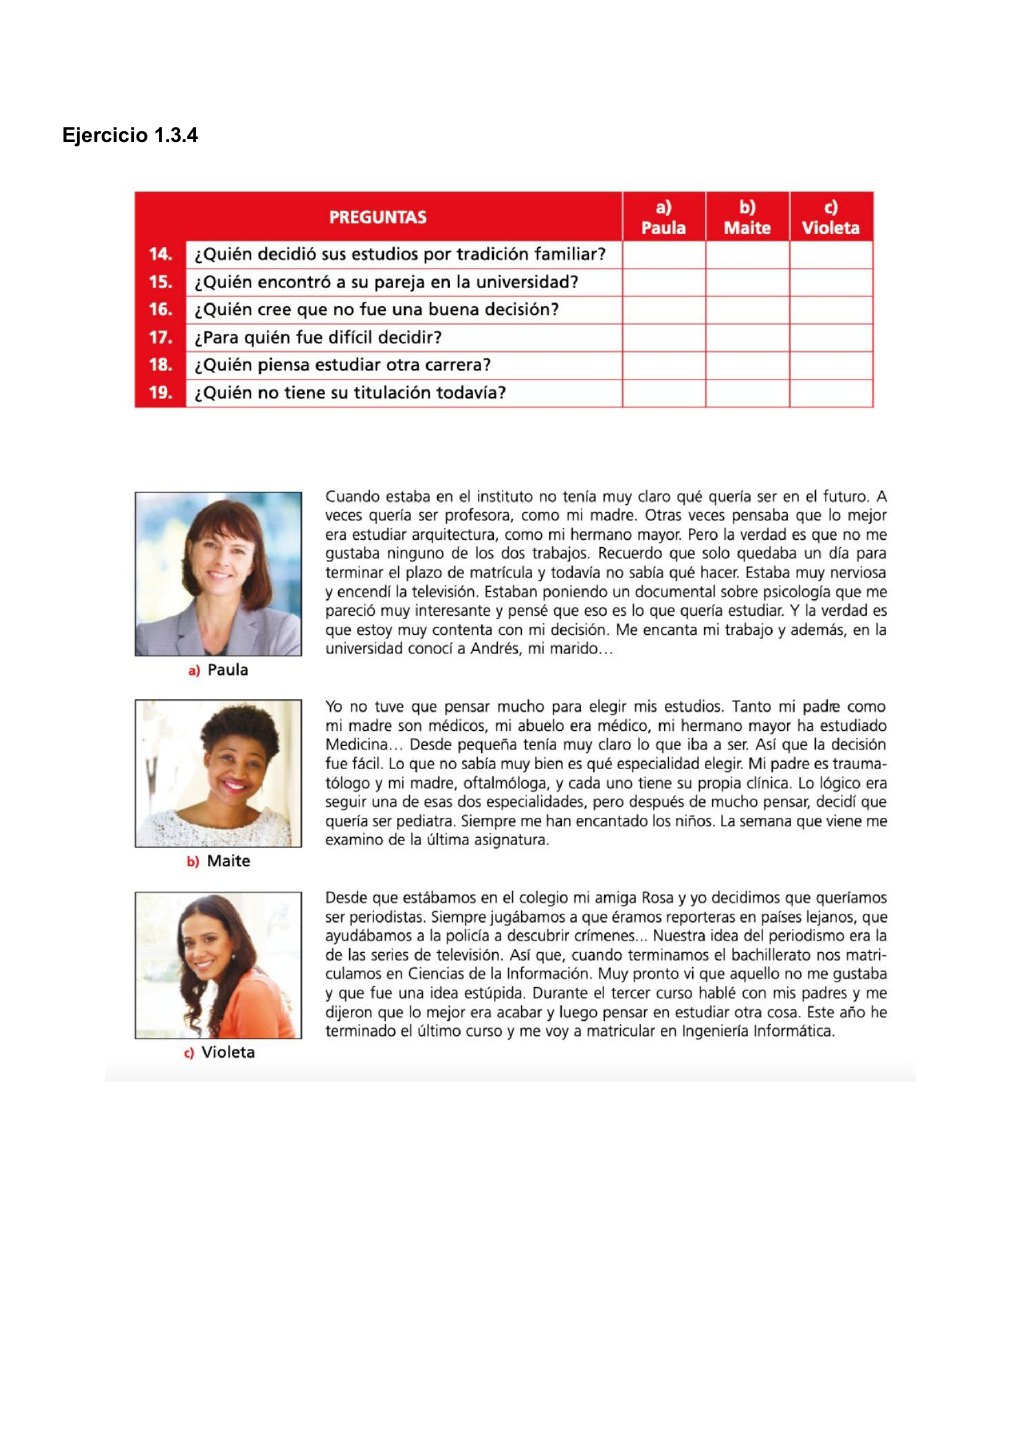 Ejercicio 1.3.4
PREGUNTAS
a) Paula
b) Maite
c) Violeta
14. ¿Quién decidió sus estudios por tradición familiar?
15. ¿Quién encontró a su pareja en la universidad?
16. ¿Quién cree que no fue una buena decisión?
17. ¿Para quién fue difícil decidir?
18. ¿Quién piensa estudiar otra carrera?
19. ¿Quién no tiene su titulación todavía?
Cuando estaba en el instituto no tenía muy claro qué quería ser en el futuro. A
veces quería ser profesora, como mi madre. Otras veces pensaba que lo mejor
era estudiar arquitectura, como mi hermano mayor. Pero la verdad es que no me
gustaba ninguno de los dos trabajos. Recuerdo que solo quedaba un día para
terminar el plazo de matrícula y todavía no sabía qué hacer. Estaba muy nerviosa
y encendí la televisión. Estaban poniendo un documental sobre psicología que me
pareció muy interesante y pensé que eso es lo que quería estudiar. Y la verdad es
que estoy muy contenta con mi decisión. Me encanta mi trabajo y además, en la
universidad conocí a Andrés, mi marido…
a) Paula
Yo no tuve que pensar mucho para elegir mis estudios. Tanto mi padre como
mi madre son médicos, mi abuelo era médico, mi hermano mayor ha estudiado
Medicina… Desde pequeña tenía muy claro lo que iba a ser. Así que la decisión
fue fácil. Lo que no sabía muy bien es qué especialidad elegir. Mi padre es trauma-
tólogo y mi madre, oftalmóloga, y cada uno tiene su propia clínica. Lo lógico era
seguir una de esas dos especialidades, pero después de mucho pensar, decidí que
quería ser pediatra. Siempre me han encantado los niños. La semana que viene me
examino de la última asignatura.
b) Maite
Desde que estábamos en el colegio mi amiga Rosa y yo decidimos que queríamos
ser periodistas. Siempre jugábamos a que éramos reporteras en países lejanos, que
ayudábamos a la policía a descubrir crímenes... Nuestra idea del periodismo era la
de las series de televisión. Así que, cuando terminamos el bachillerato nos matri-
culamos en Ciencias de la Información. Muy pronto vi que aquello no me gustaba
y que fue una idea estúpida. Durante el tercer curso hablé con mis padres y me
dijeron que lo mejor era acabar y luego pensar en estudiar otra cosa. Este año he
terminado el último curso y me voy a matricular en Ingeniería Informática.
c) Violeta